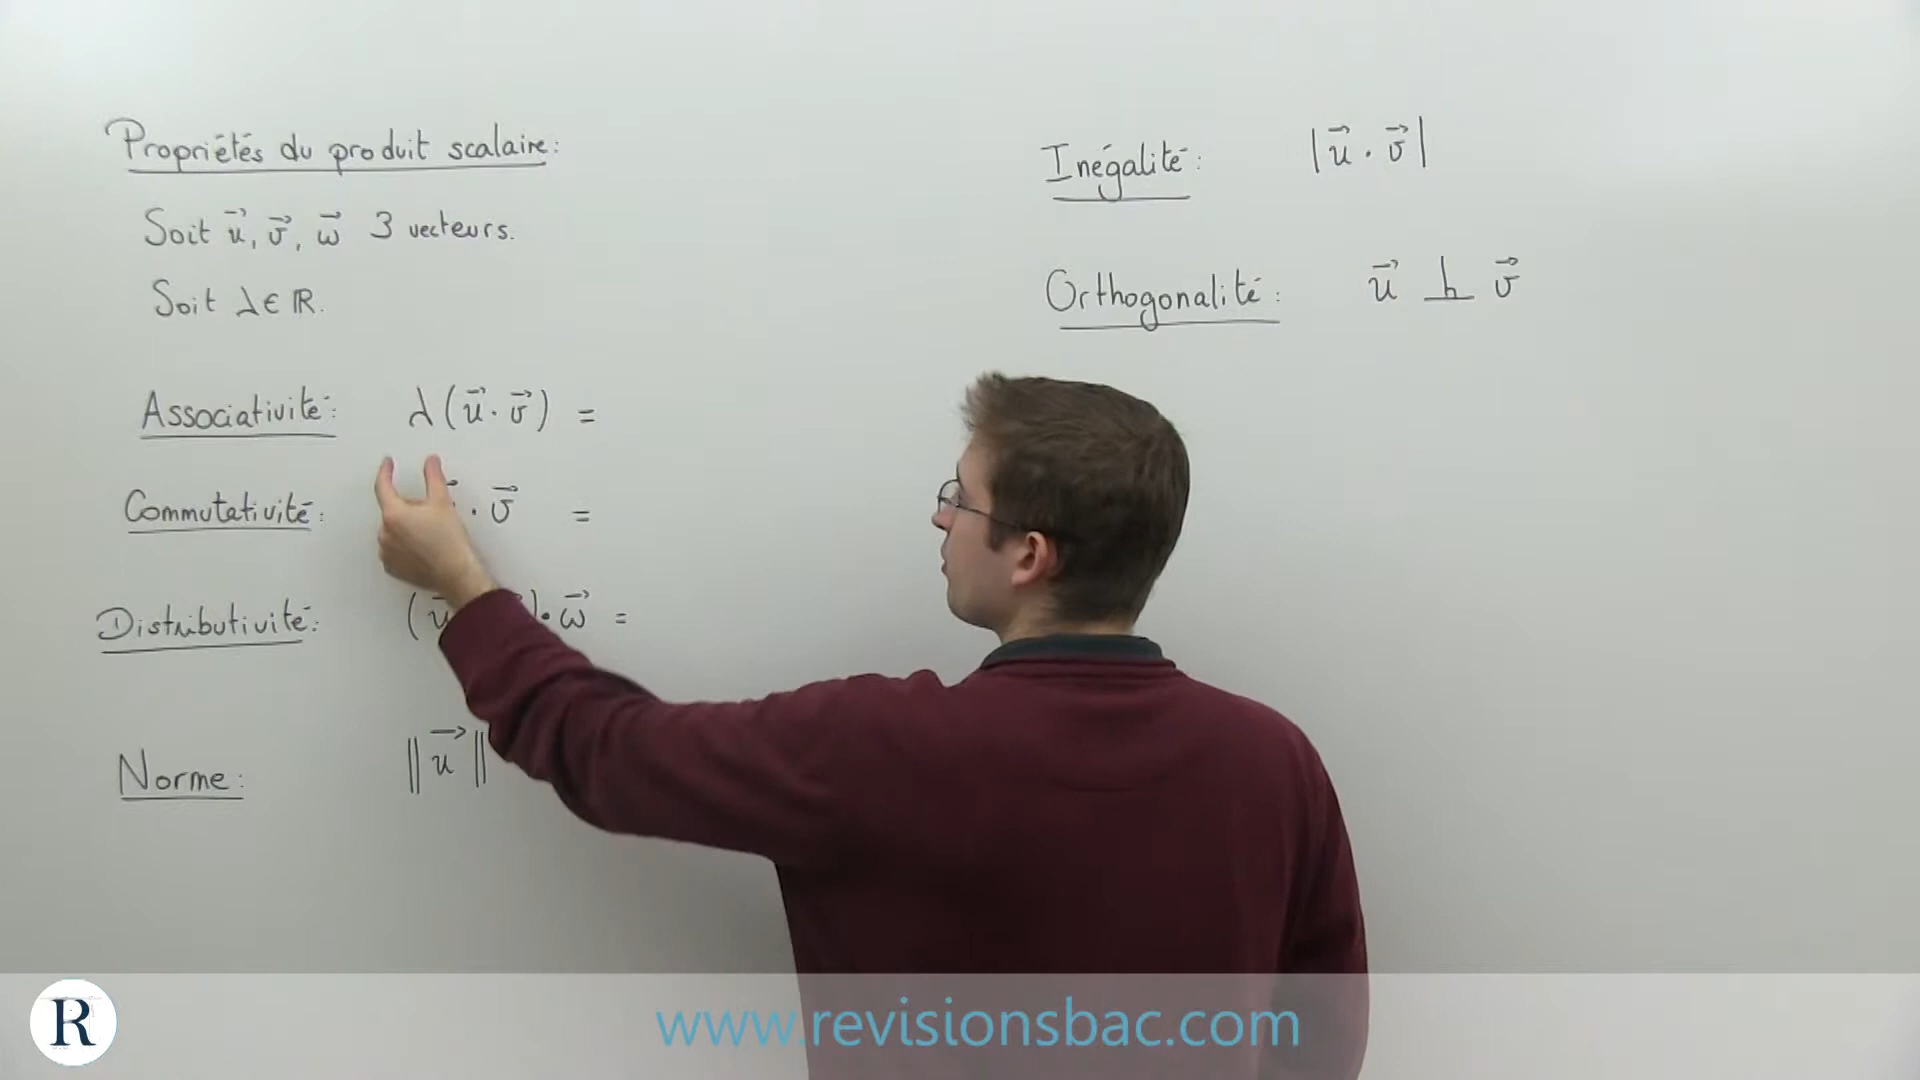 Propriétés du produit scalaire:
Soit u⃗, v⃗, w⃗ 3 vecteurs.
Soit λ ∈ ℝ.
Associativité: λ(u⃗ · v⃗) =
Commutativité: · v⃗ =
Distributivité: (u ) · w⃗ =
Norme: ‖u⃗‖
Inégalité: |u⃗ · v⃗|
Orthogonalité: u⃗ ⊥ v⃗
R
www.revisionsbac.com